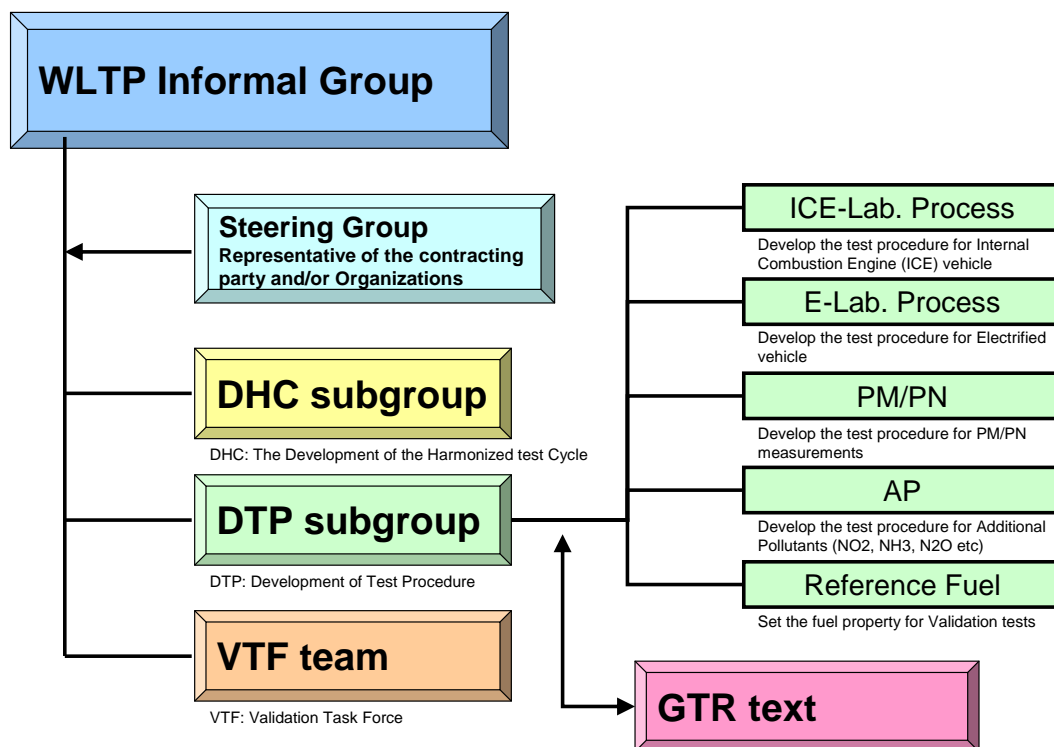 WLTP Informal Group
Steering Group
Representative of the contracting
party and/or Organizations
DHC subgroup
DHC: The Development of the Harmonized test Cycle
DTP subgroup
DTP: Development of Test Procedure
VTF team
VTF: Validation Task Force
ICE-Lab. Process
Develop the test procedure for Internal
Combustion Engine (ICE) vehicle
E-Lab. Process
Develop the test procedure for Electrified
vehicle
PM/PN
Develop the test procedure for PM/PN
measurements
AP
Develop the test procedure for Additional
Pollutants (NO2, NH3, N2O etc)
Reference Fuel
Set the fuel property for Validation tests
GTR text